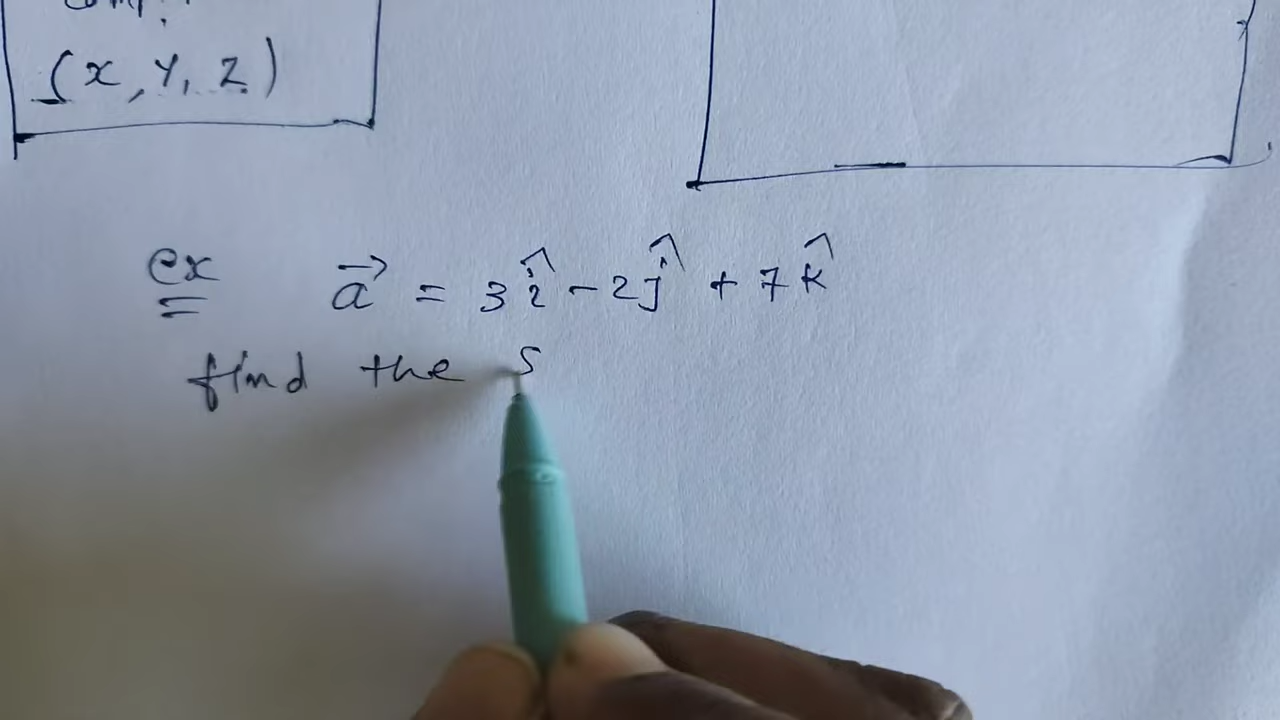 (x, y, z)
ex a⃗ = 3î - 2ĵ + 7k̂
find the s